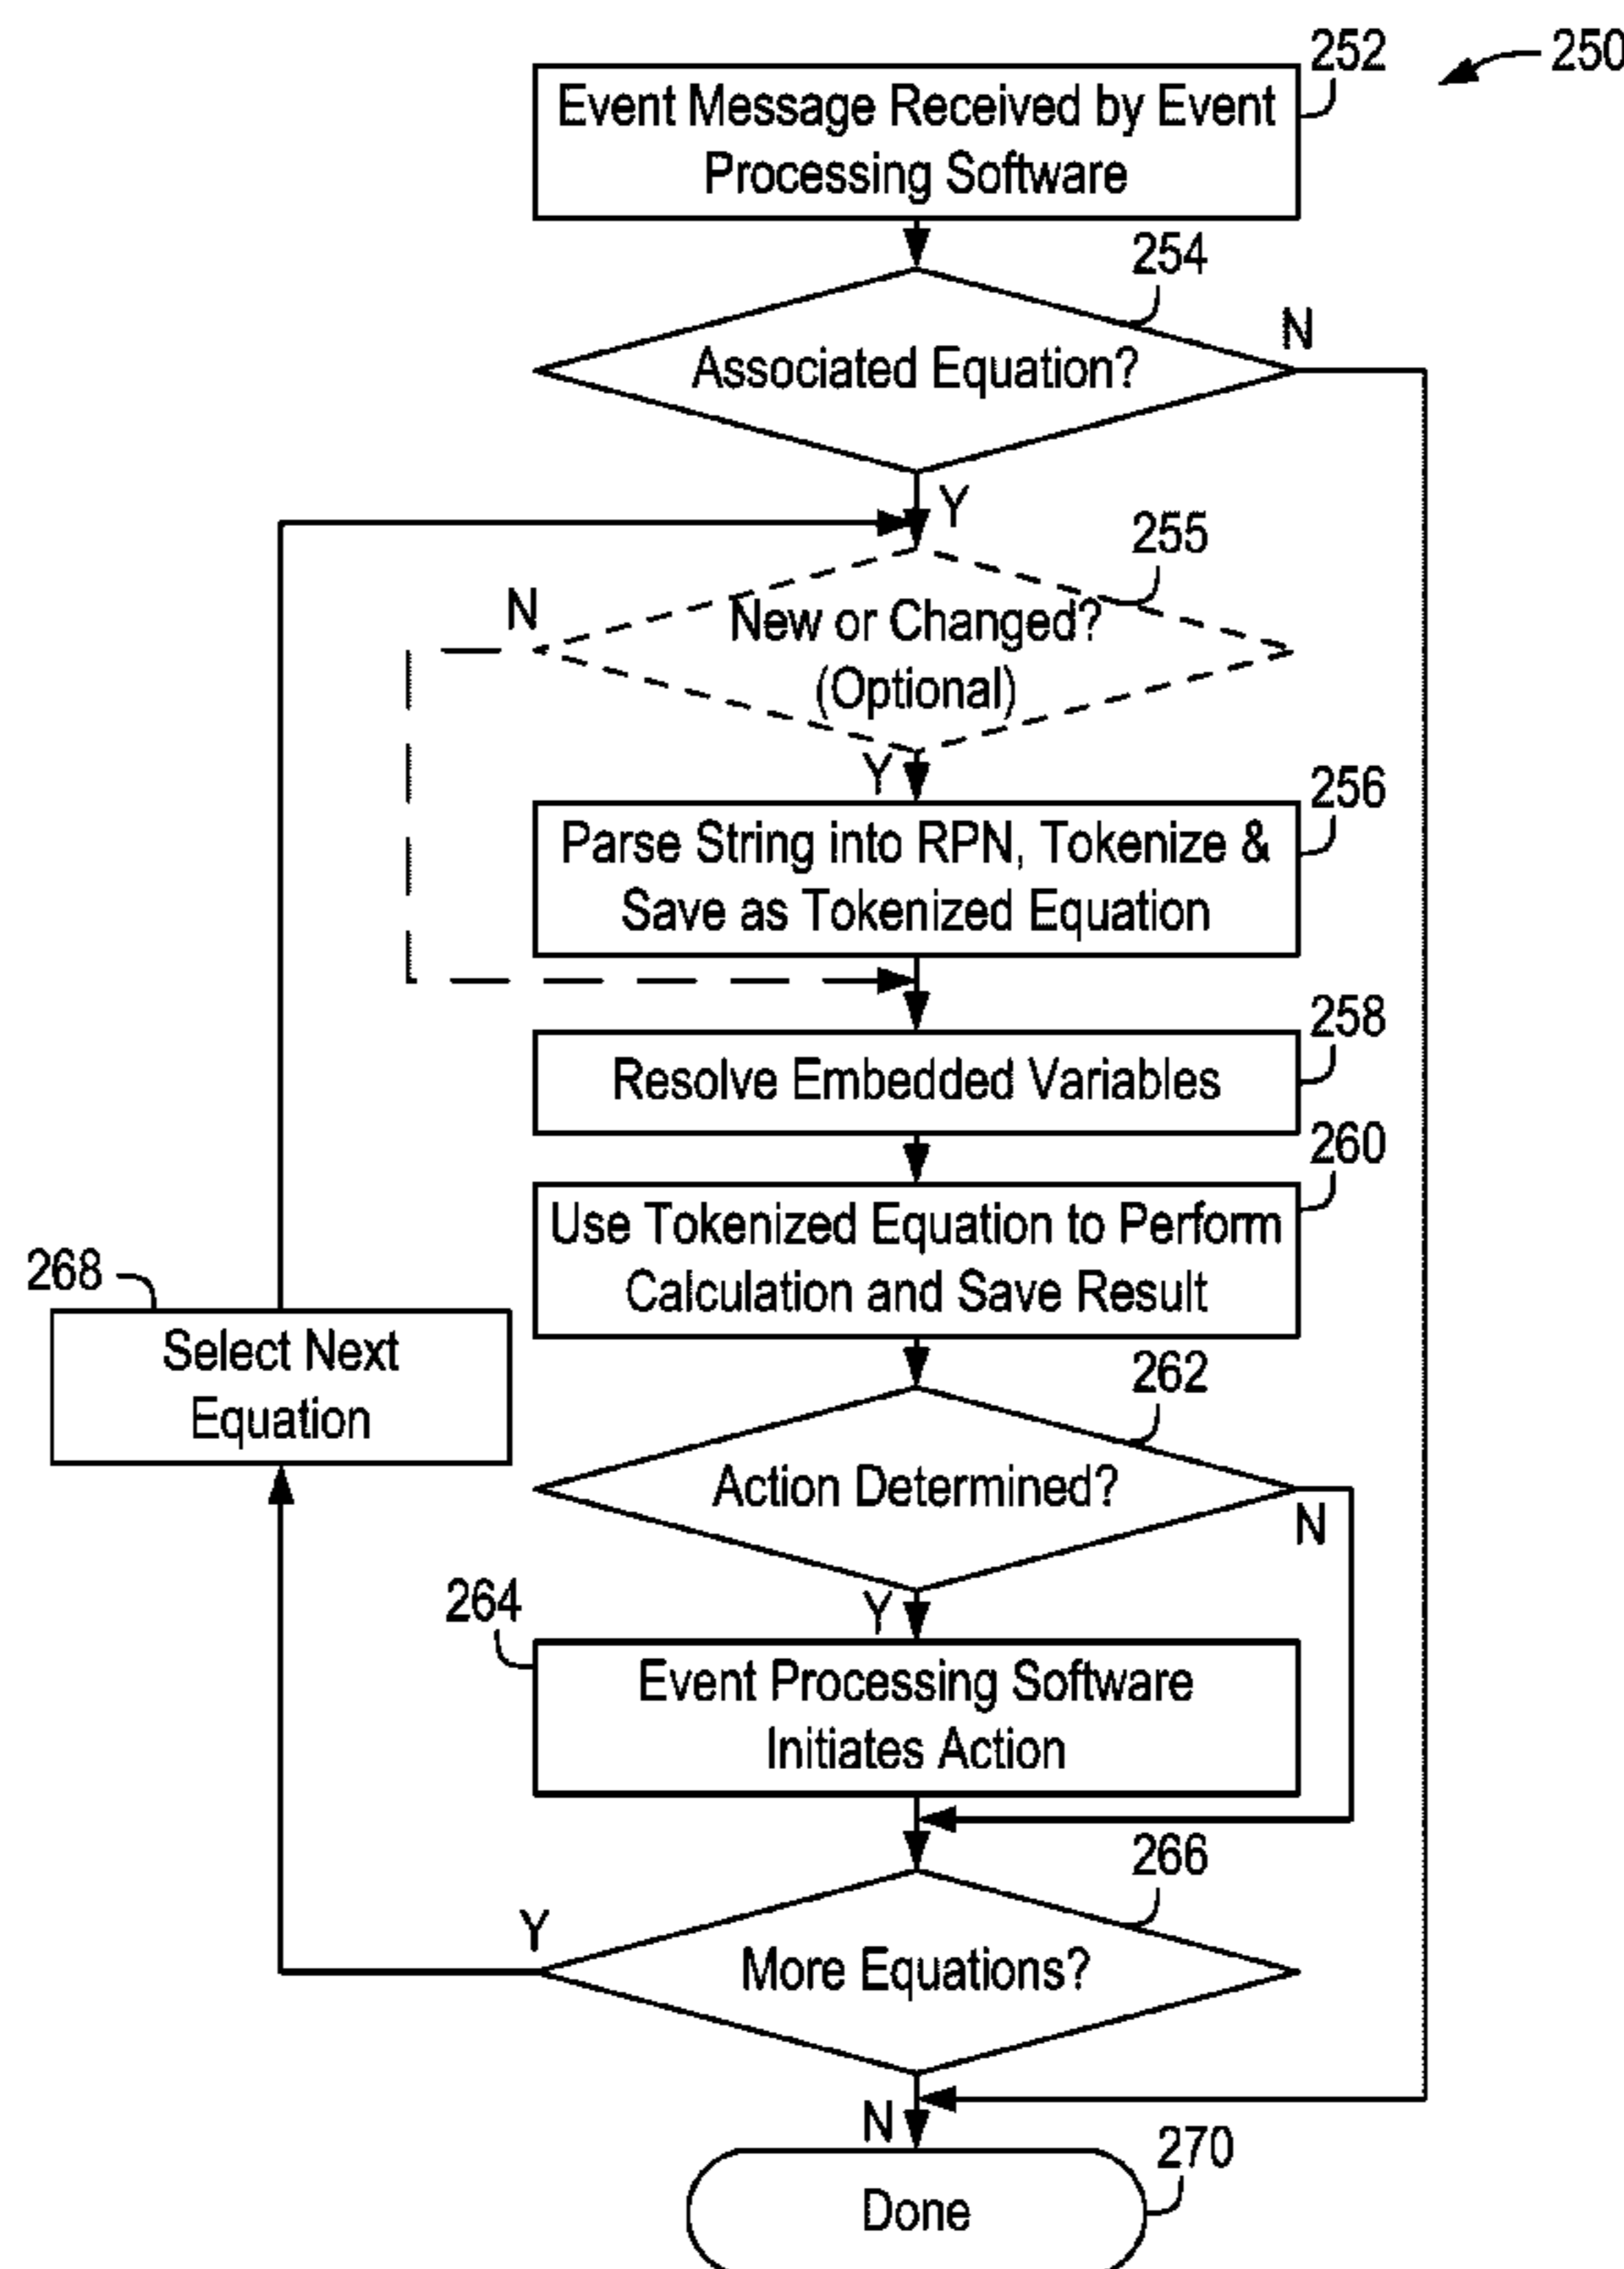 250
252
Event Message Received by Event
Processing Software
254
Associated Equation?
N
Y
255
New or Changed?
(Optional)
N
Y
256
Parse String into RPN, Tokenize &
Save as Tokenized Equation
258
Resolve Embedded Variables
260
Use Tokenized Equation to Perform
Calculation and Save Result
268
Select Next
Equation
262
Action Determined?
N
Y
264
Event Processing Software
Initiates Action
266
More Equations?
Y
N
270
Done